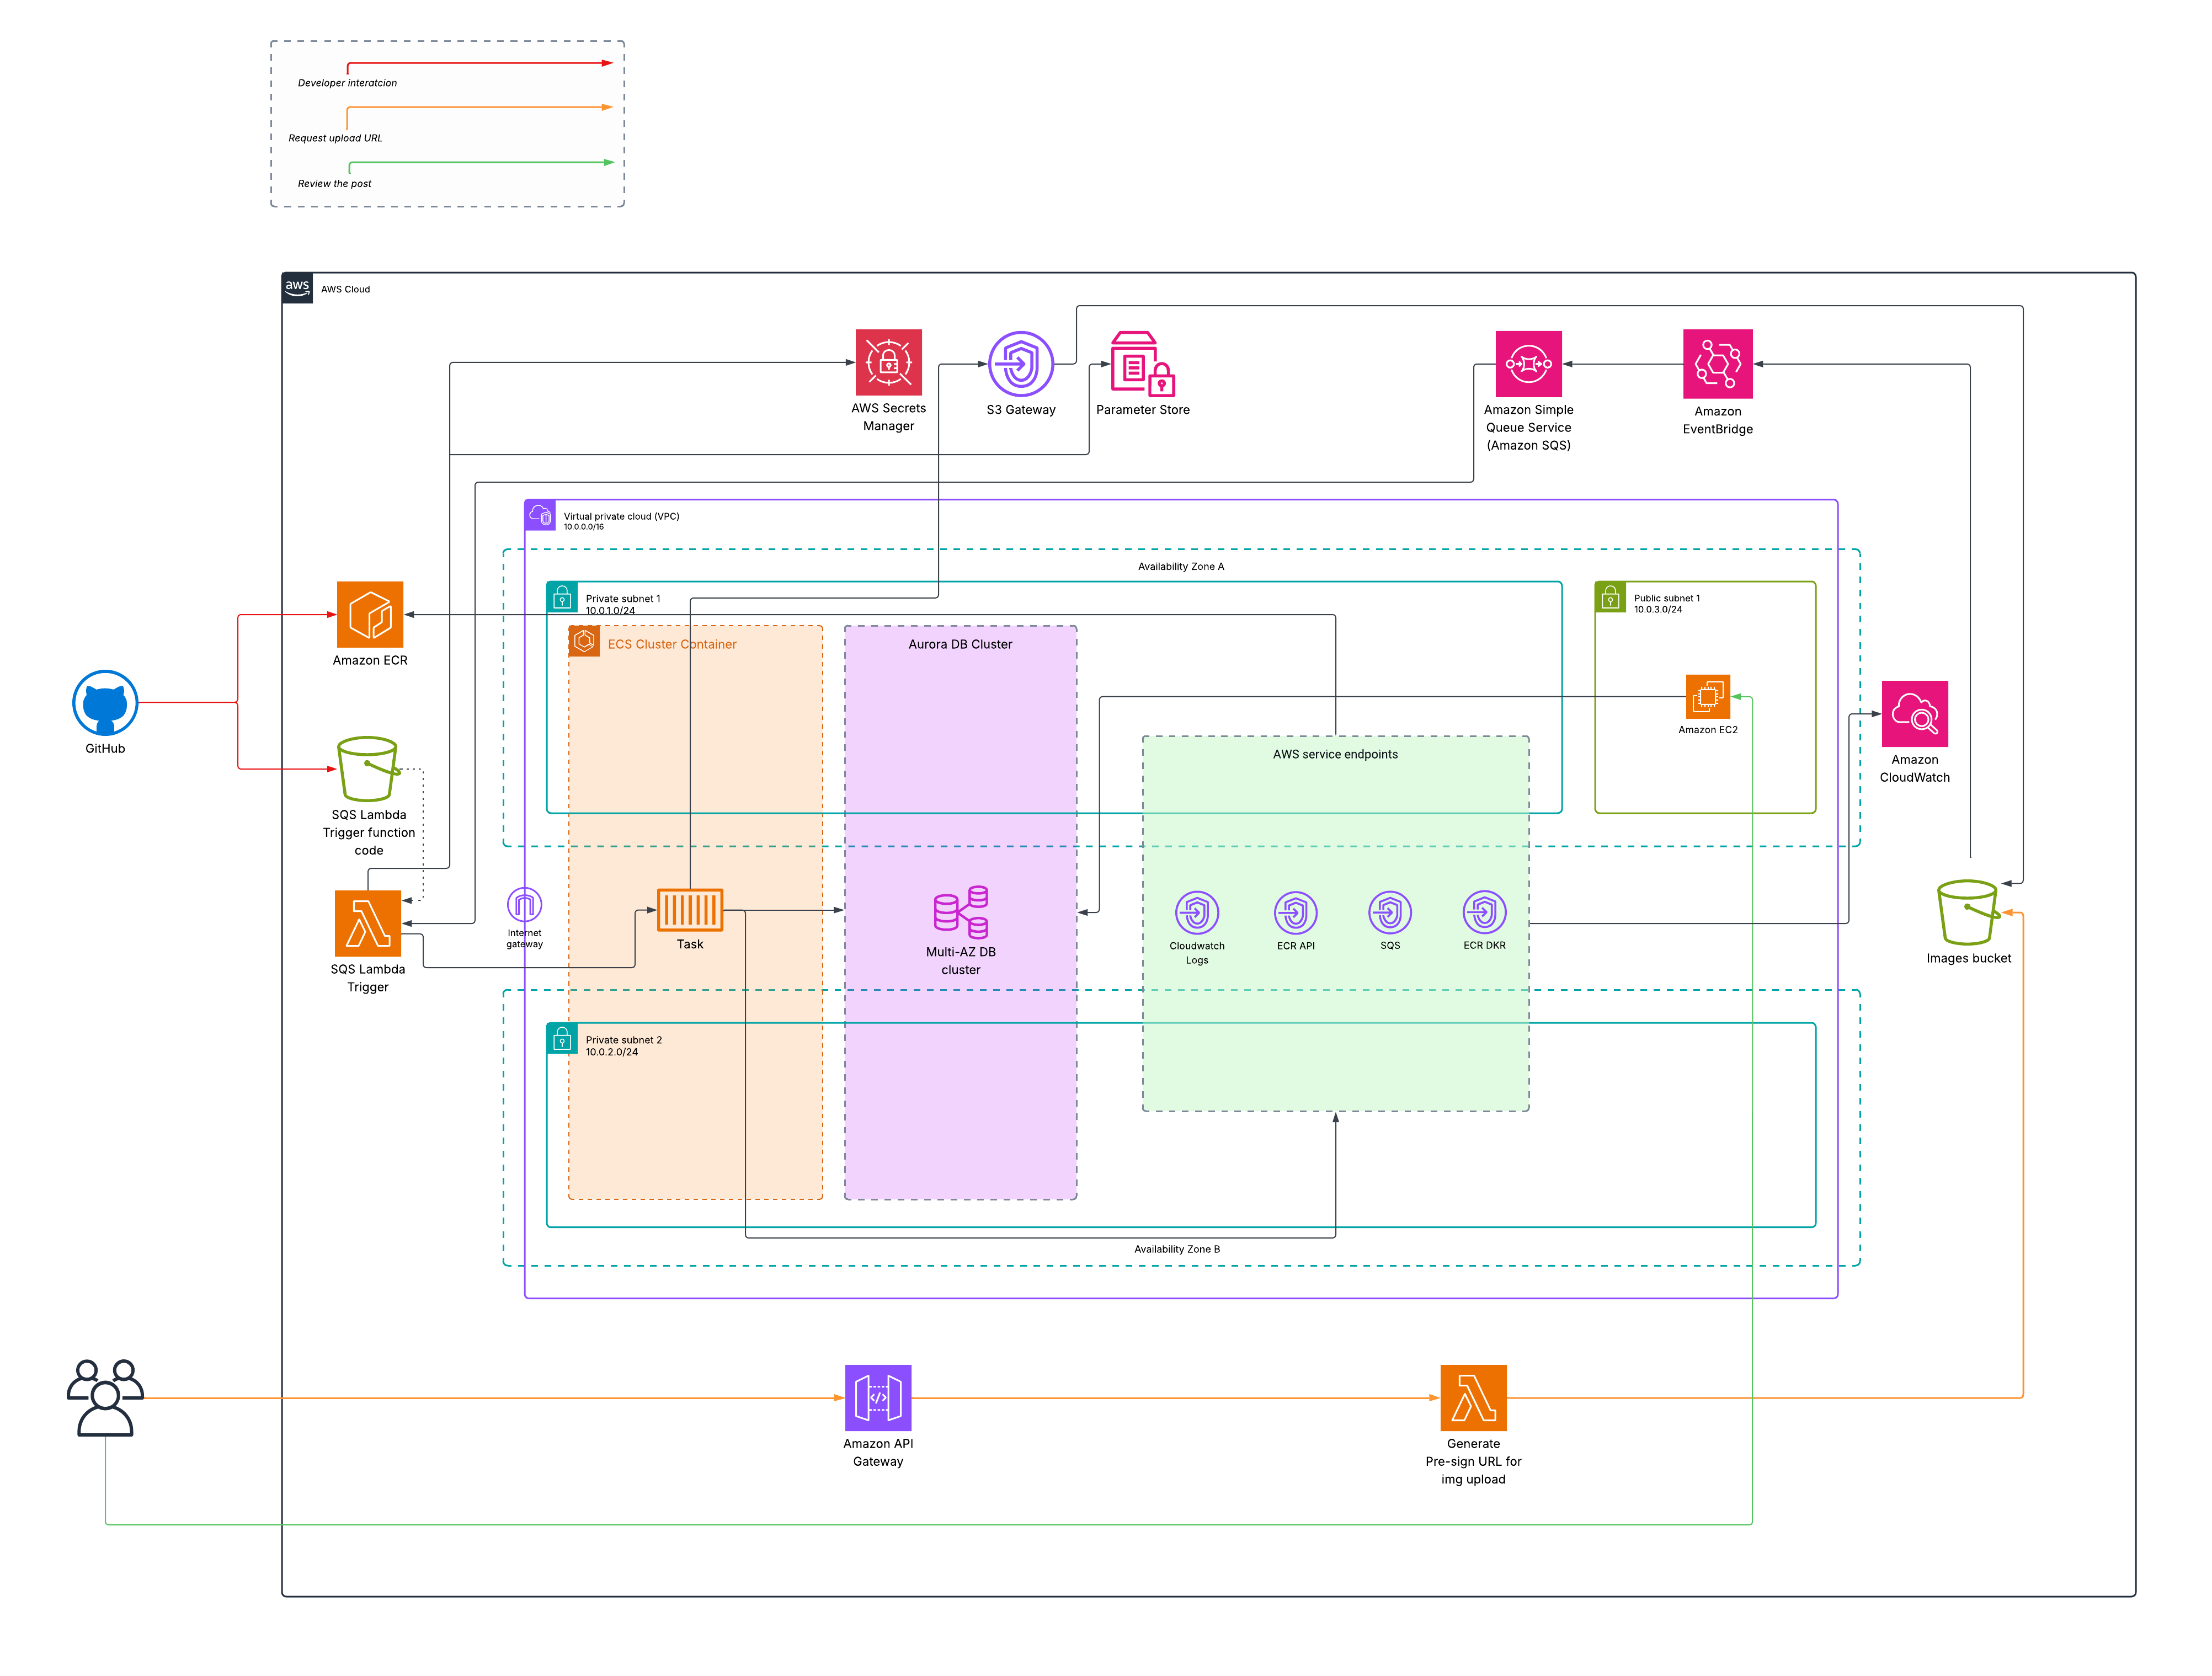 Developer interatcion
Request upload URL
Review the post
aws
AWS Cloud
AWS Secrets
Manager
S3 Gateway
Parameter Store
Amazon Simple
Queue Service
(Amazon SQS)
Amazon
EventBridge
Virtual private cloud (VPC)
10.0.0.0/16
Availability Zone A
Private subnet 1
10.0.1.0/24
Public subnet 1
10.0.3.0/24
ECS Cluster Container
Aurora DB Cluster
Amazon ECR
GitHub
Amazon EC2
AWS service endpoints
Amazon
CloudWatch
SQS Lambda
Trigger function
code
Internet
gateway
Task
Multi-AZ DB
cluster
Cloudwatch
Logs
ECR API
SQS
ECR DKR
Images bucket
SQS Lambda
Trigger
Private subnet 2
10.0.2.0/24
Availability Zone B
Amazon API
Gateway
Generate
Pre-sign URL for
img upload